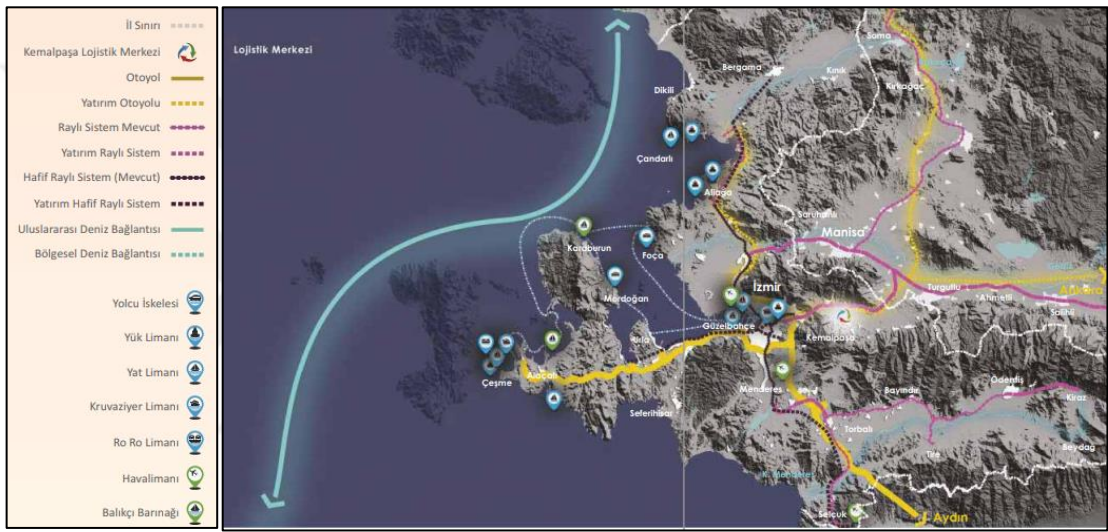 İl Sınırı
Kemalpaşa Lojistik Merkezi
Otoyol
Yatırım Otoyolu
Raylı Sistem Mevcut
Yatırım Raylı Sistem
Hafif Raylı Sistem (Mevcut)
Yatırım Hafif Raylı Sistem
Uluslararası Deniz Bağlantısı
Bölgesel Deniz Bağlantısı
Yolcu İskelesi
Yük Limanı
Yat Limanı
Kruvaziyer Limanı
Ro Ro Limanı
Havalimanı
Balıkçı Barınağı
Lojistik Merkezi
Soma
Bergama
Kınık
Kırkağaç
Dikili
Çandarlı
Aliağa
Saruhanlı
Manisa
Karaburun
Foça
İzmir
Mordoğan
Turgutlu
Ahmetli
Ankara
Salihli
Güzelbahçe
Urla
Kemalpaşa
Çeşme
Alaçatı
Seferihisar
Menderes
Bayındır
Ödemiş
Kiraz
Torbalı
Tire
Beydağ
K. Menderes
Selçuk
Aydın